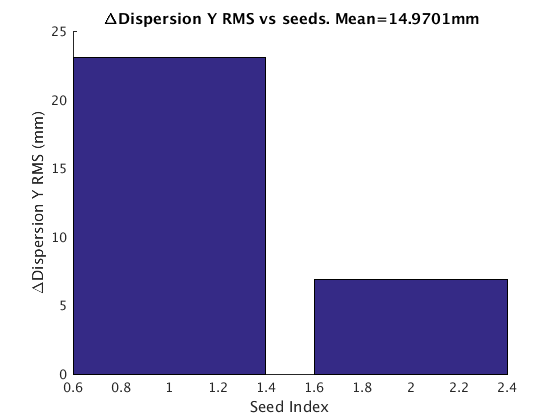 ΔDispersion Y RMS vs seeds. Mean=14.9701mm
ΔDispersion Y RMS (mm)
25
20
15
10
5
0
0.6 0.8 1 1.2 1.4 1.6 1.8 2 2.2 2.4
Seed Index